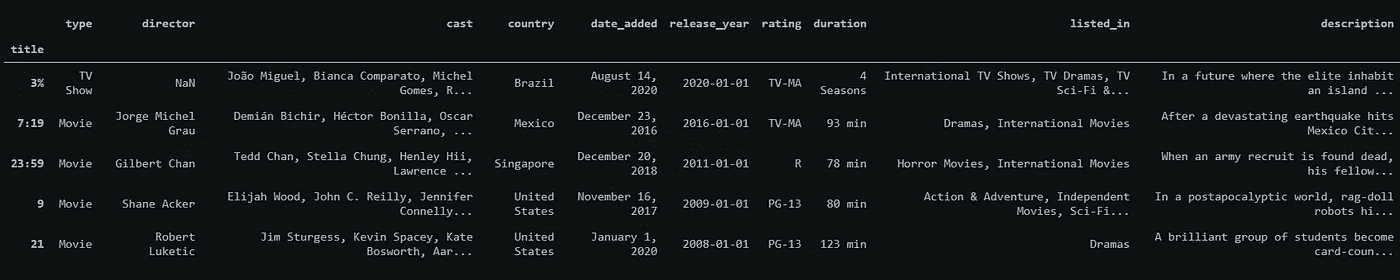 type director cast country date_added release_year rating duration listed_in description
title
3% TV Show NaN João Miguel, Bianca Comparato, Michel Gomes, R... Brazil August 14, 2020 2020-01-01 TV-MA 4 Seasons International TV Shows, TV Dramas, TV Sci-Fi &... In a future where the elite inhabit an island ...
7:19 Movie Jorge Michel Grau Demián Bichir, Héctor Bonilla, Oscar Serrano, ... Mexico December 23, 2016 2016-01-01 TV-MA 93 min Dramas, International Movies After a devastating earthquake hits Mexico Cit...
23:59 Movie Gilbert Chan Tedd Chan, Stella Chung, Henley Hii, Lawrence ... Singapore December 20, 2018 2011-01-01 R 78 min Horror Movies, International Movies When an army recruit is found dead, his fellow...
9 Movie Shane Acker Elijah Wood, John C. Reilly, Jennifer Connelly... United States November 16, 2017 2009-01-01 PG-13 80 min Action & Adventure, Independent Movies, Sci-Fi... In a postapocalyptic world, rag-doll robots hi...
21 Movie Robert Luketic Jim Sturgess, Kevin Spacey, Kate Bosworth, Aar... United States January 1, 2020 2008-01-01 PG-13 123 min Dramas A brilliant group of students become card-coun...